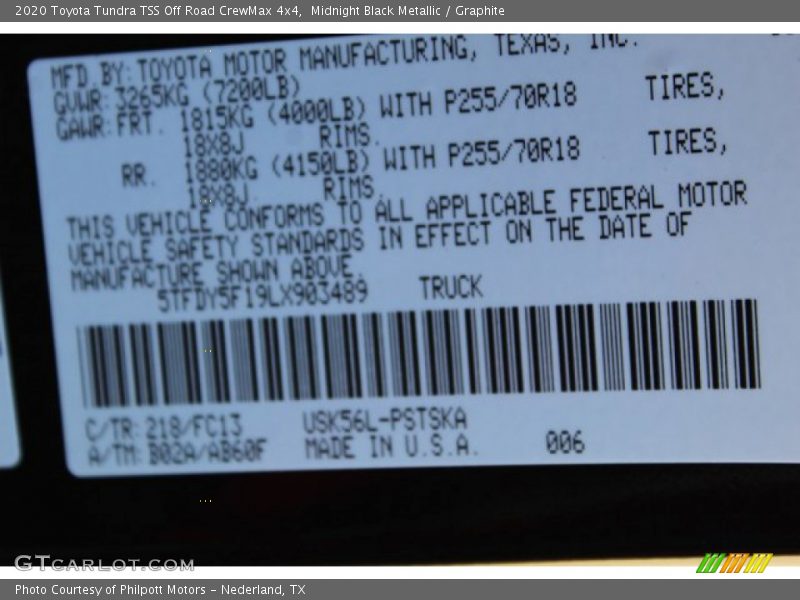 2020 Toyota Tundra TSS Off Road CrewMax 4x4,  Midnight Black Metallic / Graphite
MFD. BY: TOYOTA MOTOR MANUFACTURING, TEXAS, INC.
GVWR: 3265KG (7200LB)
GAWR: FRT. 1815KG (4000LB) WITH P255/70R18 TIRES,
18X8J RIMS.
RR. 1880KG (4150LB) WITH P255/70R18 TIRES,
18X8J RIMS.
THIS VEHICLE CONFORMS TO ALL APPLICABLE FEDERAL MOTOR
VEHICLE SAFETY STANDARDS IN EFFECT ON THE DATE OF
MANUFACTURE SHOWN ABOVE.
5TFDY5F19LX903489 TRUCK
C/TR: 218/FC13 USK56L-PSTSKA
A/TM: B02A/AB60F MADE IN U.S.A. 006
GTCARLOT.COM
Photo Courtesy of Philpott Motors - Nederland, TX